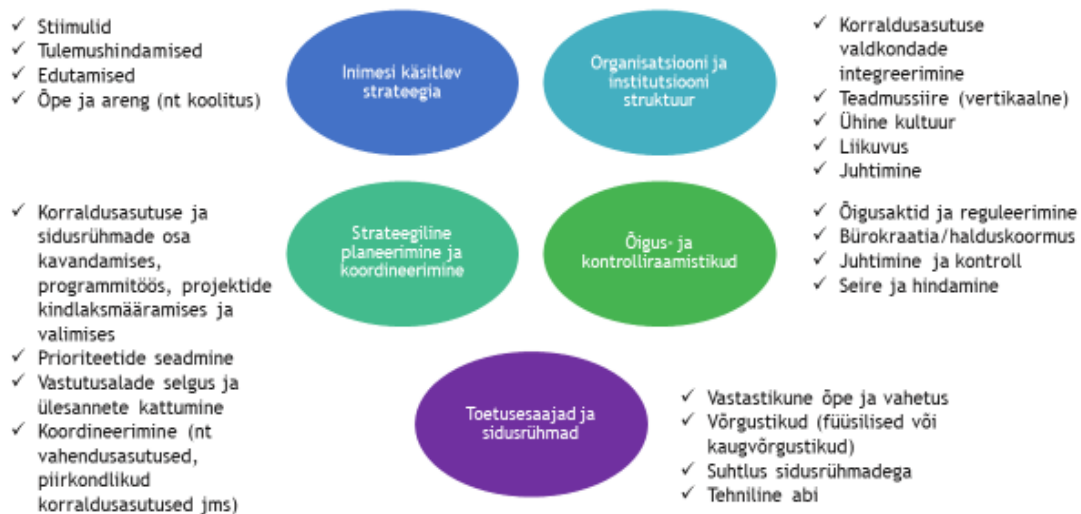 ✓ Stiimulid
✓ Tulemushindamised
✓ Edutamised
✓ Õpe ja areng (nt koolitus)
Inimesi käsitlev
strateegia
Organisatsiooni ja
institutsiooni
struktuur
✓ Korraldusasutuse
valdkondade
integreerimine
✓ Teadmussiire (vertikaalne)
✓ Ühine kultuur
✓ Liikuvus
✓ Juhtimine
✓ Korraldusasutuse ja
sidusrühmade osa
kavandamises,
programmitöös, projektide
kindlaksmääramises ja
valimises
✓ Prioriteetide seadmine
✓ Vastutusalade selgus ja
ülesannete kattumine
✓ Koordineerimine (nt
vahendusasutused,
piirkondlikud
korraldusasutused jms)
Strateegiline
planeerimine ja
koordineerimine
Õigus- ja
kontrolliraamistikud
✓ Õigusaktid ja reguleerimine
✓ Bürokraatia/halduskoormus
✓ Juhtimine ja kontroll
✓ Seire ja hindamine
Toetusesaajad ja
sidusrühmad
✓ Vastastikune õpe ja vahetus
✓ Võrgustikud (füüsilised või
kaugvõrgustikud)
✓ Suhtlus sidusrühmadega
✓ Tehniline abi